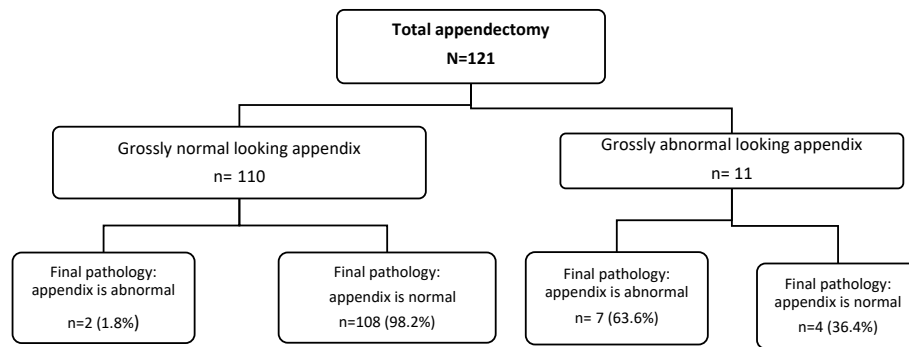 Total appendectomy
N=121
Grossly normal looking appendix
n= 110
Grossly abnormal looking appendix
n= 11
Final pathology:
appendix is abnormal
n=2 (1.8%)
Final pathology:
appendix is normal
n=108 (98.2%)
Final pathology:
appendix is abnormal
n= 7 (63.6%)
Final pathology:
appendix is normal
n=4 (36.4%)